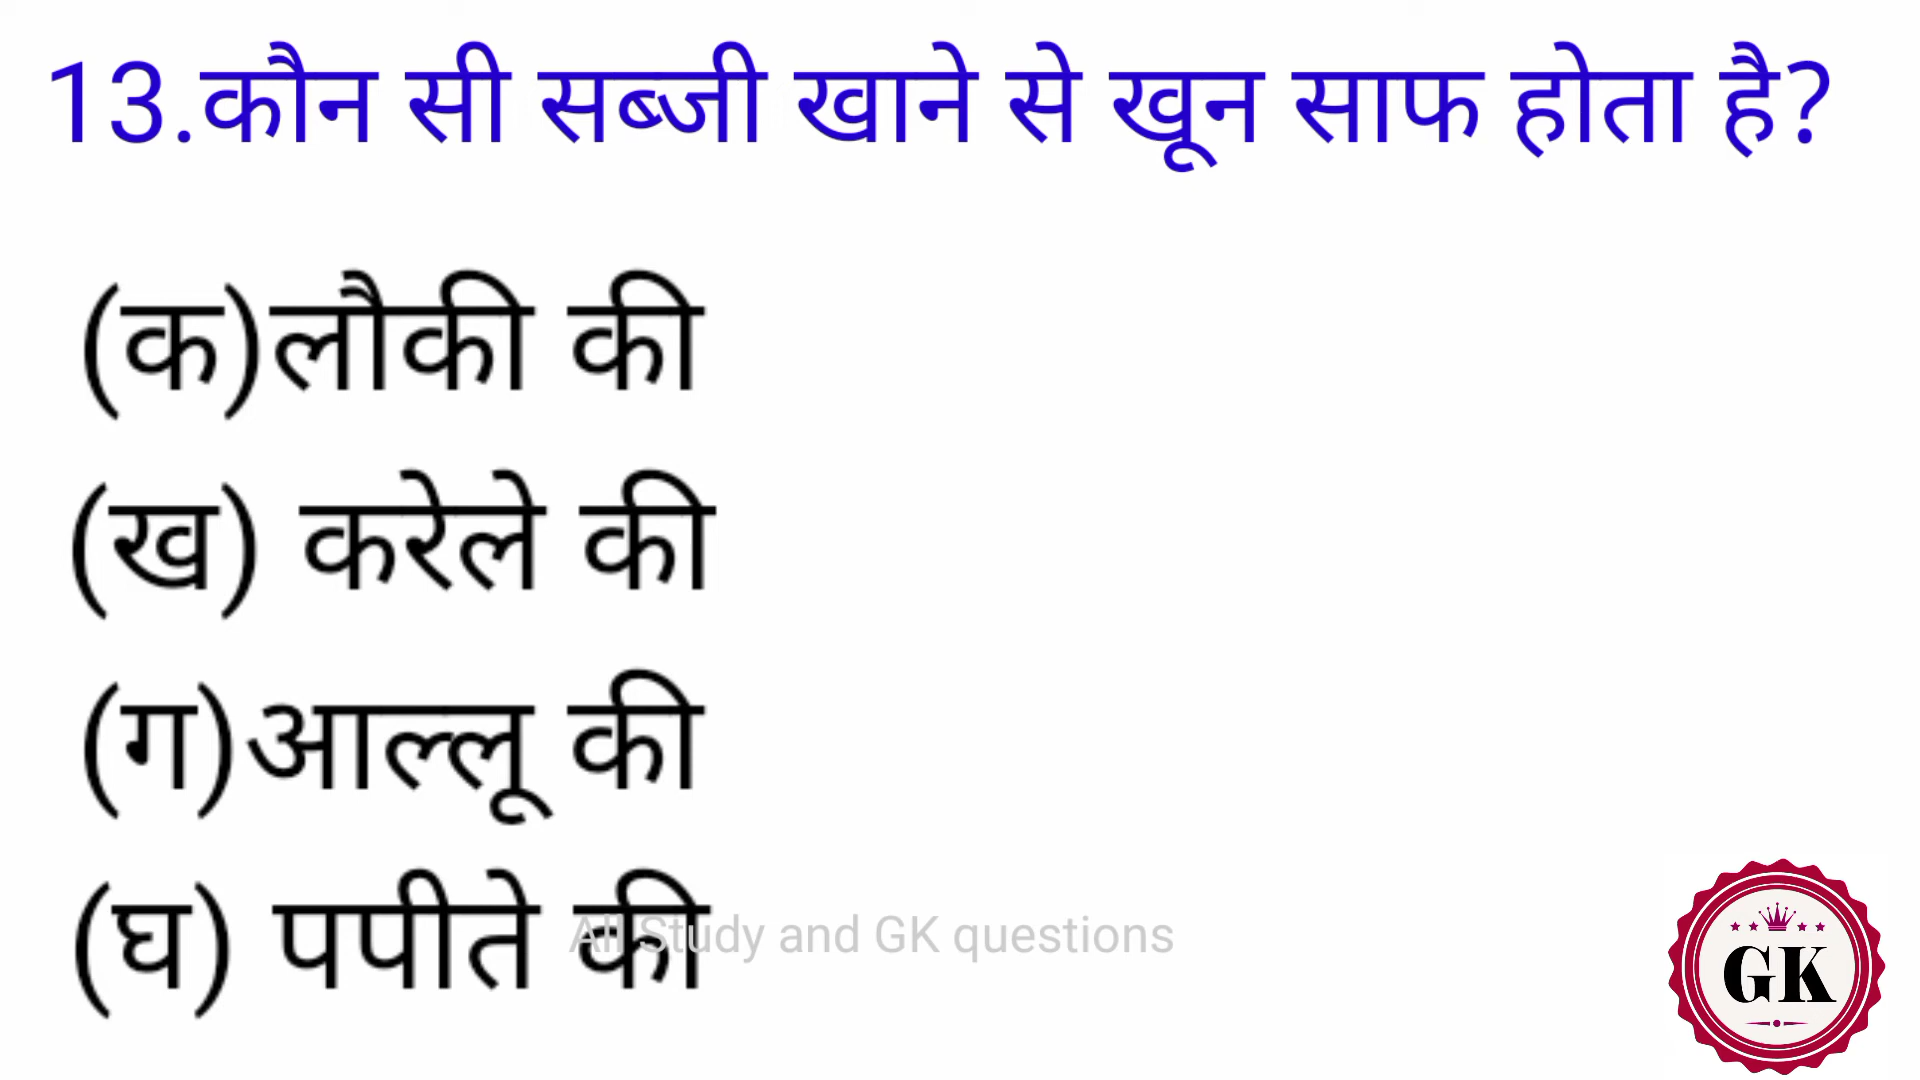 13.कौन सी सब्जी खाने से खून साफ होता है?
(क)लौकी की
(ख) करेले की
(ग)आल्लू की
(घ) पपीते की
All Study and GK questions
GK